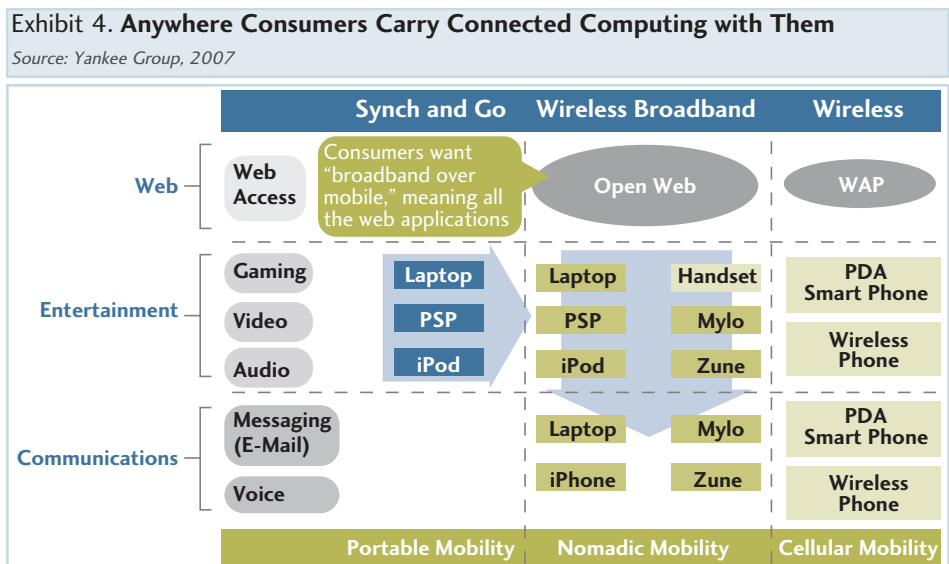 Exhibit 4. Anywhere Consumers Carry Connected Computing with Them
Source: Yankee Group, 2007
Synch and Go
Wireless Broadband
Wireless
Web
Web
Access
Consumers want
“broadband over
mobile,” meaning all
the web applications
Open Web
WAP
Entertainment
Gaming
Video
Audio
Laptop
PSP
iPod
Laptop
Handset
PSP
Mylo
iPod
Zune
PDA
Smart Phone
Wireless
Phone
Communications
Messaging
(E-Mail)
Voice
Laptop
Mylo
iPhone
Zune
PDA
Smart Phone
Wireless
Phone
Portable Mobility
Nomadic Mobility
Cellular Mobility